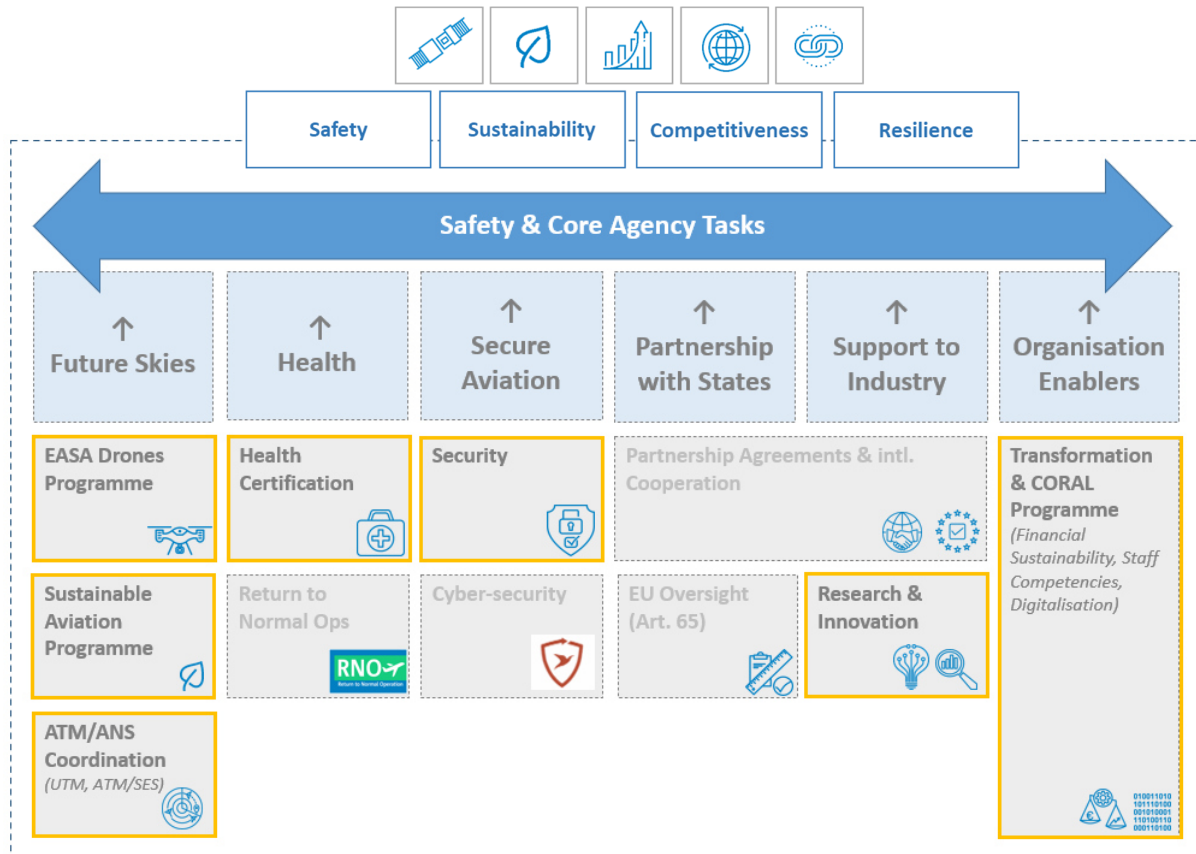 Safety
Sustainability
Competitiveness
Resilience
Safety & Core Agency Tasks
↑
Future Skies
↑
Health
↑
Secure
Aviation
↑
Partnership
with States
↑
Support to
Industry
↑
Organisation
Enablers
EASA Drones
Programme
Health
Certification
Security
Partnership Agreements & intl.
Cooperation
Transformation
& CORAL
Programme
(Financial
Sustainability, Staff
Competencies,
Digitalisation)
Sustainable
Aviation
Programme
Return to
Normal Ops
RNO
Return to Normal Operation
Cyber-security
EU Oversight
(Art. 65)
Research &
Innovation
ATM/ANS
Coordination
(UTM, ATM/SES)
€
010011010
101110100
001010001
110100110
000110100